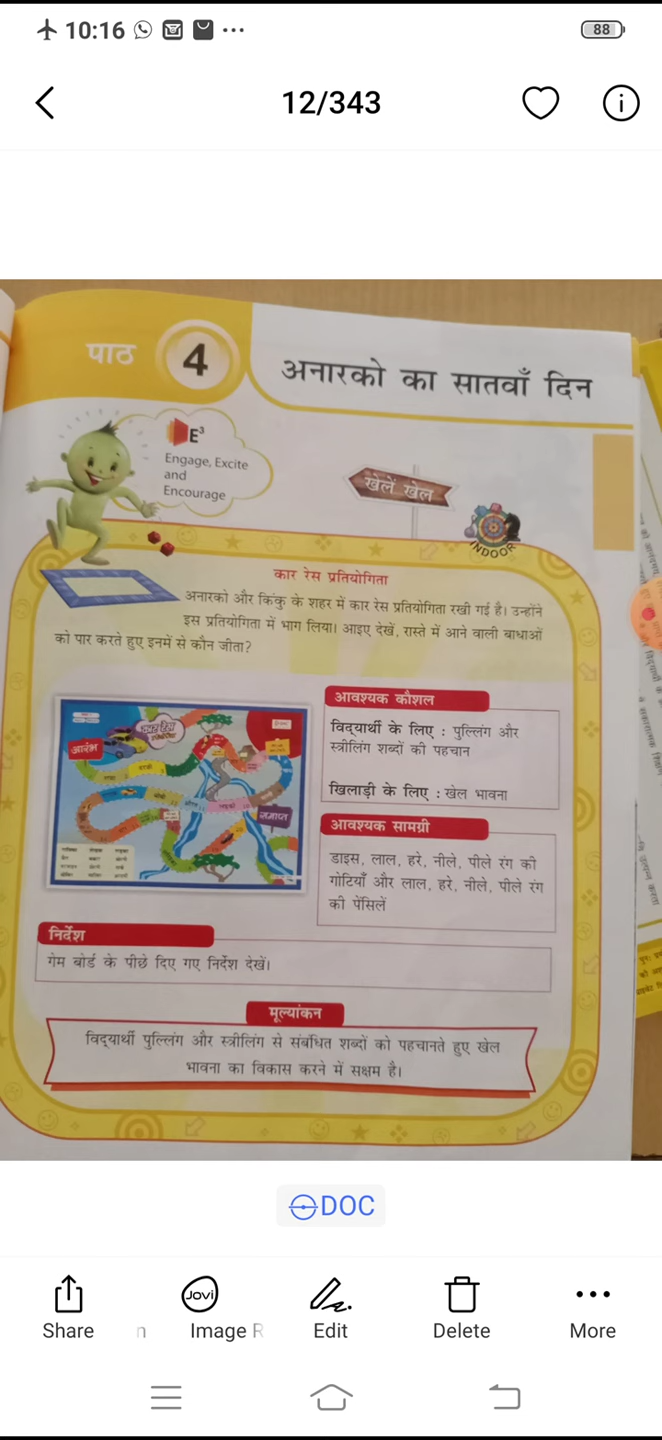 10:16
88
12/343
पाठ 4
अनारको का सातवाँ दिन
E³
Engage, Excite
and
Encourage
खेलें खेल
INDOOR
कार रेस प्रतियोगिता
अनारको और किंकु के शहर में कार रेस प्रतियोगिता रखी गई है। उन्होंने
इस प्रतियोगिता में भाग लिया। आइए देखें, रास्ते में आने वाली बाधाओं
को पार करते हुए इनमें से कौन जीता?
कार रेस
आरंभ
समाप्त
आवश्यक कौशल
विद्यार्थी के लिए : पुल्लिंग और
स्त्रीलिंग शब्दों की पहचान
खिलाड़ी के लिए : खेल भावना
आवश्यक सामग्री
डाइस, लाल, हरे, नीले, पीले रंग की
गोटियाँ और लाल, हरे, नीले, पीले रंग
की पेंसिलें
निर्देश
गेम बोर्ड के पीछे दिए गए निर्देश देखें।
मूल्यांकन
विद्यार्थी पुल्लिंग और स्त्रीलिंग से संबंधित शब्दों को पहचानते हुए खेल
भावना का विकास करने में सक्षम है।
DOC
Jovi
Share
n
Image R
Edit
Delete
More